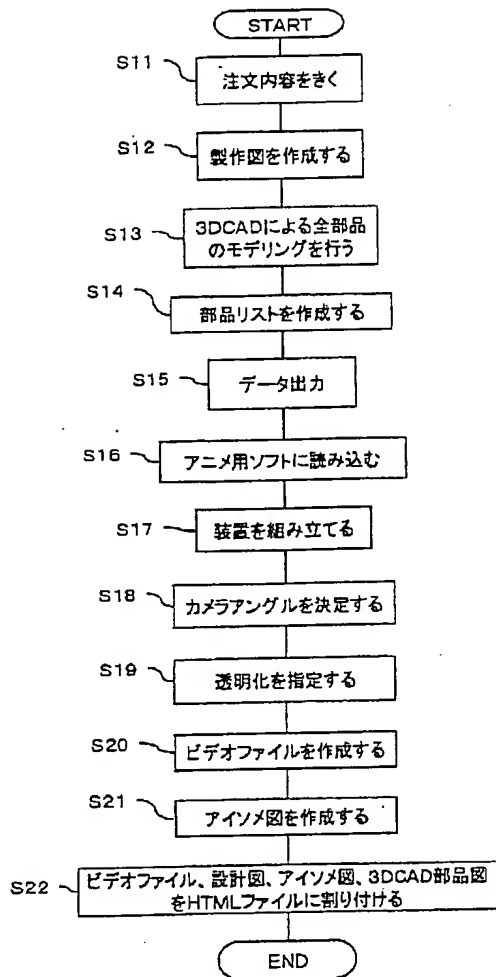 START
S11
注文内容をきく
S12
製作図を作成する
S13
3DCADによる全部品
のモデリングを行う
S14
部品リストを作成する
S15
データ出力
S16
アニメ用ソフトに読み込む
S17
装置を組み立てる
S18
カメラアングルを決定する
S19
透明化を指定する
S20
ビデオファイルを作成する
S21
アイソメ図を作成する
S22
ビデオファイル、設計図、アイソメ図、3DCAD部品図
をHTMLファイルに割り付ける
END